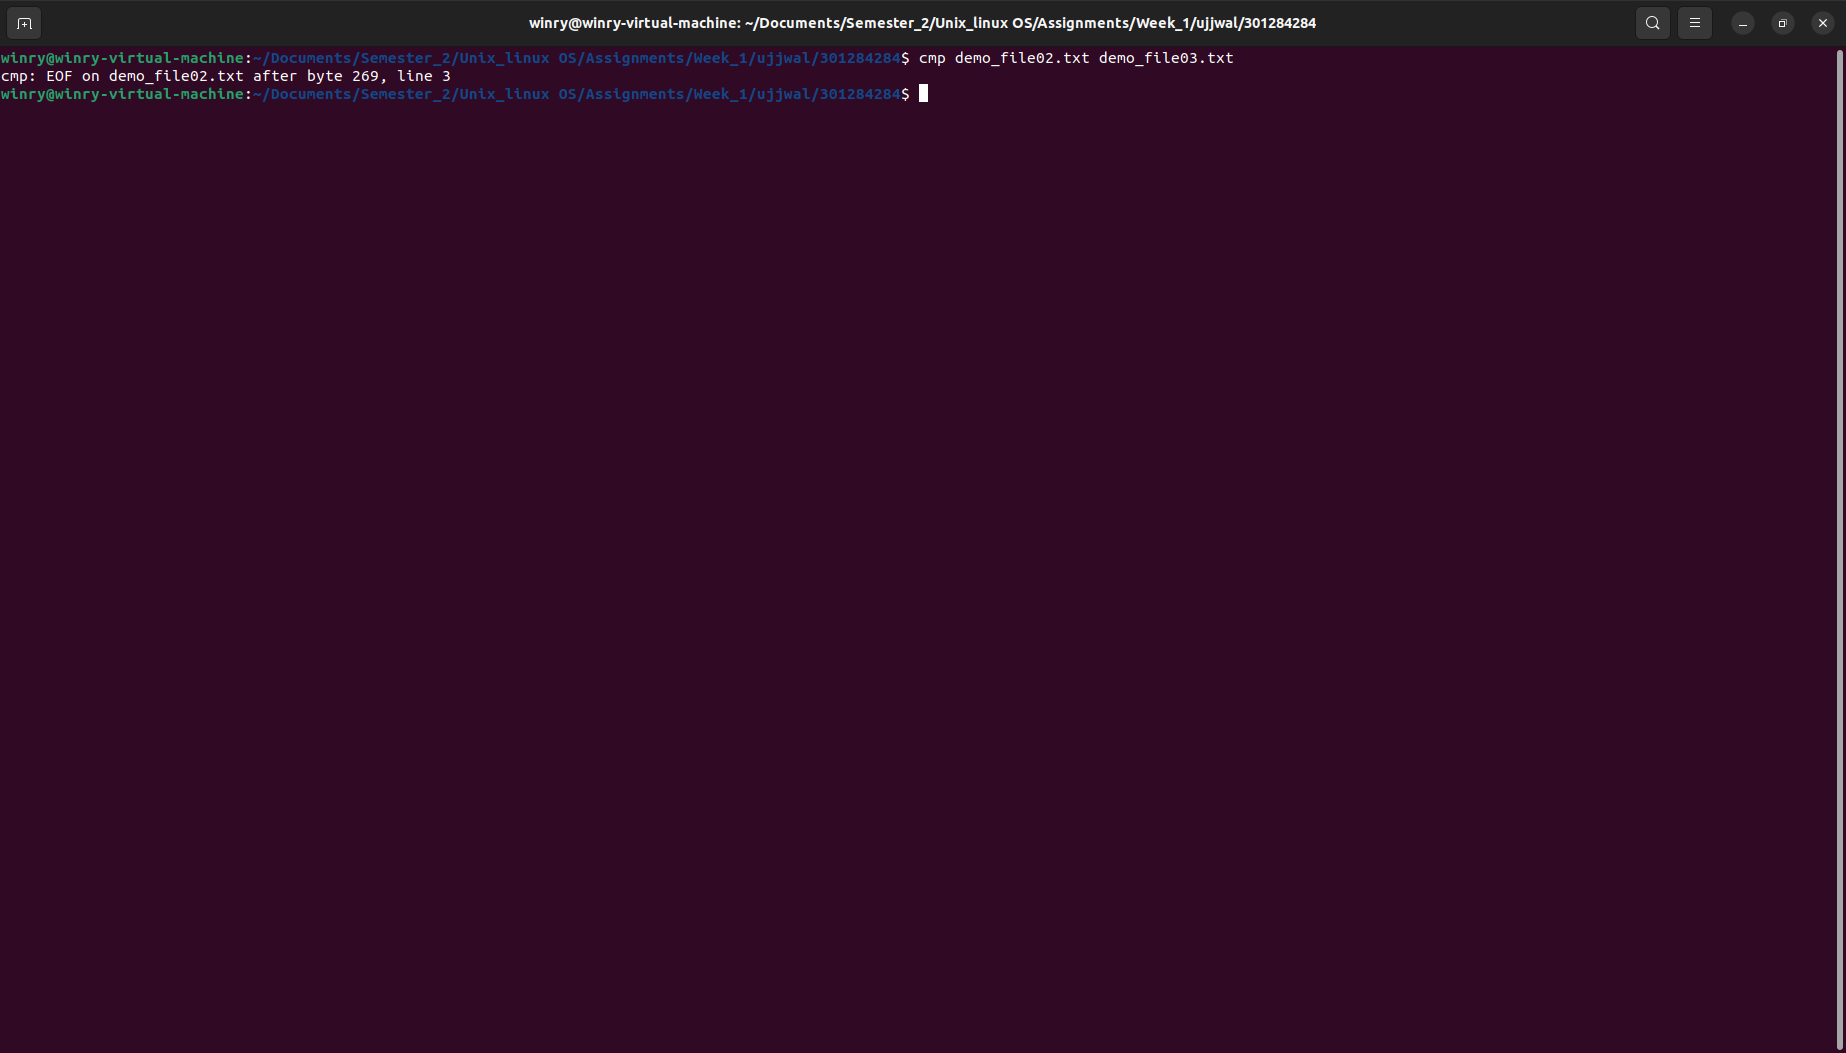 winry@winry-virtual-machine: ~/Documents/Semester_2/Unix_linux OS/Assignments/Week_1/ujjwal/301284284
winry@winry-virtual-machine:~/Documents/Semester_2/Unix_linux OS/Assignments/Week_1/ujjwal/301284284$ cmp demo_file02.txt demo_file03.txt
cmp: EOF on demo_file02.txt after byte 269, line 3
winry@winry-virtual-machine:~/Documents/Semester_2/Unix_linux OS/Assignments/Week_1/ujjwal/301284284$